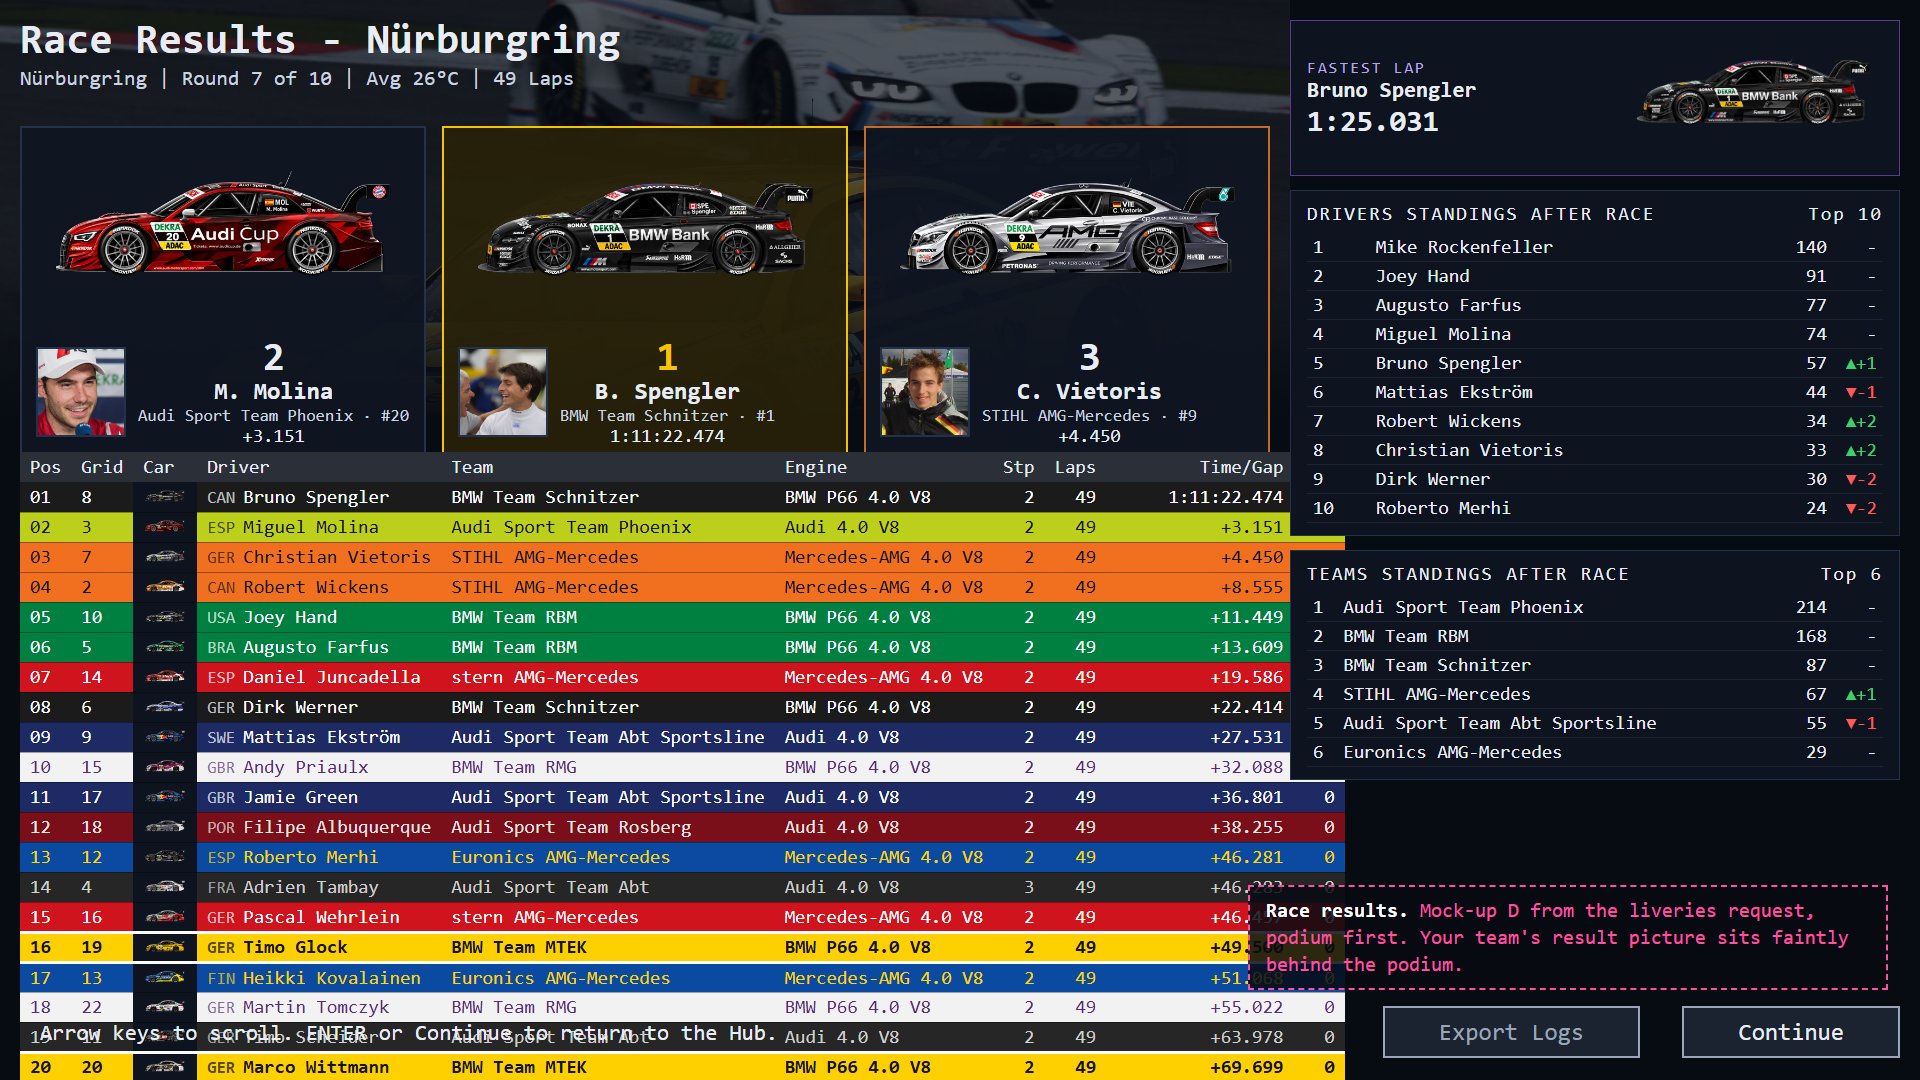 Race Results - Nürburgring
Nürburgring | Round 7 of 10 | Avg 26°C | 49 Laps
2
M. Molina
Audi Sport Team Phoenix · #20
+3.151
1
B. Spengler
BMW Team Schnitzer · #1
1:11:22.474
3
C. Vietoris
STIHL AMG-Mercedes · #9
+4.450
Pos Grid Car Driver Team Engine Stp Laps Time/Gap
01 8 CAN Bruno Spengler BMW Team Schnitzer BMW P66 4.0 V8 2 49 1:11:22.474
02 3 ESP Miguel Molina Audi Sport Team Phoenix Audi 4.0 V8 2 49 +3.151
03 7 GER Christian Vietoris STIHL AMG-Mercedes Mercedes-AMG 4.0 V8 2 49 +4.450
04 2 CAN Robert Wickens STIHL AMG-Mercedes Mercedes-AMG 4.0 V8 2 49 +8.555
05 10 USA Joey Hand BMW Team RBM BMW P66 4.0 V8 2 49 +11.449
06 5 BRA Augusto Farfus BMW Team RBM BMW P66 4.0 V8 2 49 +13.609
07 14 ESP Daniel Juncadella stern AMG-Mercedes Mercedes-AMG 4.0 V8 2 49 +19.586
08 6 GER Dirk Werner BMW Team Schnitzer BMW P66 4.0 V8 2 49 +22.414
09 9 SWE Mattias Ekström Audi Sport Team Abt Sportsline Audi 4.0 V8 2 49 +27.531
10 15 GBR Andy Priaulx BMW Team RMG BMW P66 4.0 V8 2 49 +32.088
11 17 GBR Jamie Green Audi Sport Team Abt Sportsline Audi 4.0 V8 2 49 +36.801 0
12 18 POR Filipe Albuquerque Audi Sport Team Rosberg Audi 4.0 V8 2 49 +38.255 0
13 12 ESP Roberto Merhi Euronics AMG-Mercedes Mercedes-AMG 4.0 V8 2 49 +46.281 0
14 4 FRA Adrien Tambay Audi Sport Team Abt Audi 4.0 V8 3 49
15 16 GER Pascal Wehrlein stern AMG-Mercedes Mercedes-AMG 4.0 V8 2 49
16 19 GER Timo Glock BMW Team MTEK BMW P66 4.0 V8 2 49
17 13 FIN Heikki Kovalainen Euronics AMG-Mercedes Mercedes-AMG 4.0 V8 2 49
18 22 GER Martin Tomczyk BMW Team RMG BMW P66 4.0 V8 2 49 +55.022 0
19 11 GER Timo Scheider Audi Sport Team Abt Audi 4.0 V8 2 49 +63.978 0
Arrow keys to scroll. ENTER or Continue to return to the Hub.
20 20 GER Marco Wittmann BMW Team MTEK BMW P66 4.0 V8 2 49 +69.699 0
FASTEST LAP
Bruno Spengler
1:25.031
DRIVERS STANDINGS AFTER RACE Top 10
1 Mike Rockenfeller 140 -
2 Joey Hand 91 -
3 Augusto Farfus 77 -
4 Miguel Molina 74 -
5 Bruno Spengler 57 ▲+1
6 Mattias Ekström 44 ▼-1
7 Robert Wickens 34 ▲+2
8 Christian Vietoris 33 ▲+2
9 Dirk Werner 30 ▼-2
10 Roberto Merhi 24 ▼-2
TEAMS STANDINGS AFTER RACE Top 6
1 Audi Sport Team Phoenix 214 -
2 BMW Team RBM 168 -
3 BMW Team Schnitzer 87 -
4 STIHL AMG-Mercedes 67 ▲+1
5 Audi Sport Team Abt Sportsline 55 ▼-1
6 Euronics AMG-Mercedes 29 -
Race results. Mock-up D from the liveries request,
podium first. Your team's result picture sits faintly
behind the podium.
Export Logs
Continue
Audi Cup
DEKRA
20
ADAC
MOL
BMW Bank
DEKRA
1
ADAC
AMG
DEKRA
9
ADAC
PETRONAS
BMW Bank